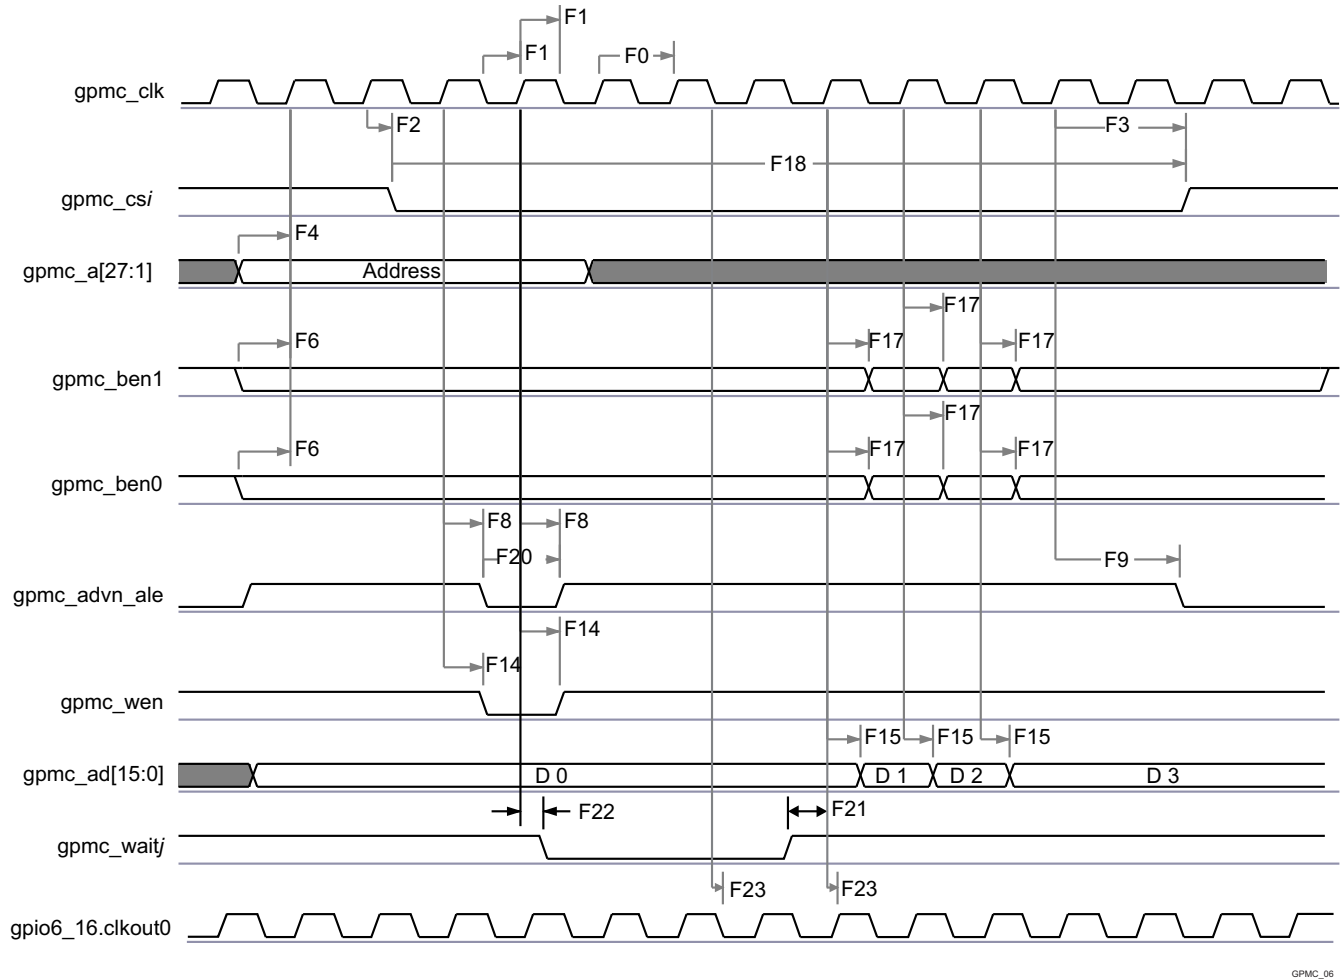 F1
F1
F0
gpmc_clk
F2
F3
F18
gpmc_csi
F4
gpmc_a[27:1]
Address
F17
F6
F17
F17
gpmc_ben1
F17
F6
F17
F17
gpmc_ben0
F8
F8
F20
F9
gpmc_advn_ale
F14
F14
gpmc_wen
F15
F15
F15
gpmc_ad[15:0]
D 0
D 1
D 2
D 3
F22
F21
gpmc_waitj
F23
F23
gpio6_16.clkout0
GPMC_06